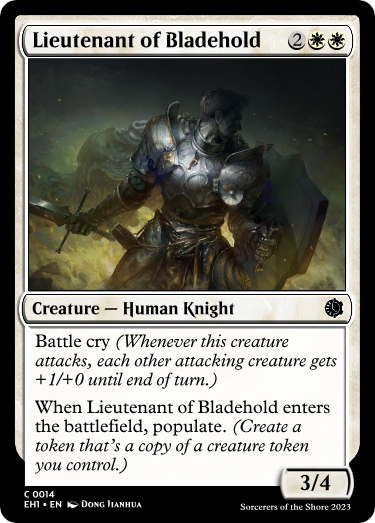 Lieutenant of Bladehold 2
Creature — Human Knight
Battle cry (Whenever this creature
attacks, each other attacking creature gets
+1/+0 until end of turn.)
When Lieutenant of Bladehold enters
the battlefield, populate. (Create a
token that's a copy of a creature token
you control.)
3/4
C 0014
EH1 • EN Dong Jianhua
Sorcerers of the Shore 2023